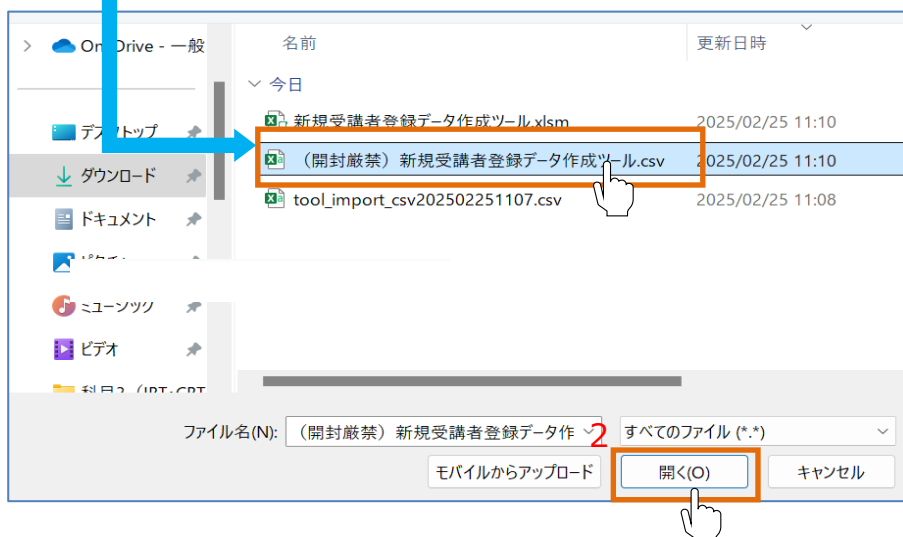 OneDrive - 一般
名前
更新日時
今日
デスクトップ
新規受講者登録データ作成ツール.xlsm
2025/02/25 11:10
ダウンロード
（開封厳禁）新規受講者登録データ作成ツール.csv
2025/02/25 11:10
ドキュメント
tool_import_csv202502251107.csv
2025/02/25 11:08
ミュージック
ビデオ
ファイル名(N):
（開封厳禁）新規受講者登録データ作
2
すべてのファイル (*.*)
モバイルからアップロード
開く(O)
キャンセル